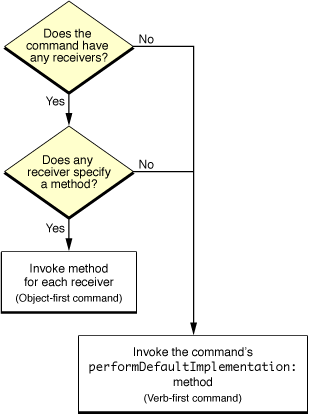 Does the
command have
any receivers?
No
Yes
Does any
receiver specify
a method?
No
Yes
Invoke method
for each receiver
(Object-first command)
Invoke the command's
performDefaultImplementation:
method
(Verb-first command)